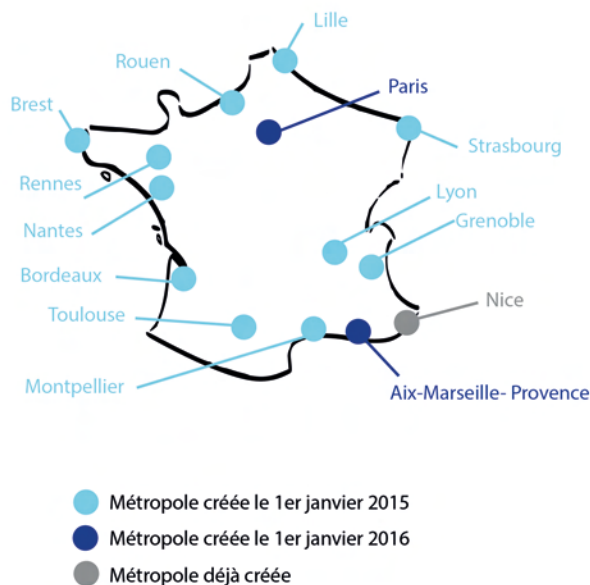 Lille
Rouen
Paris
Brest
Strasbourg
Rennes
Lyon
Grenoble
Nantes
Bordeaux
Nice
Toulouse
Montpellier
Aix-Marseille- Provence
Métropole créée le 1er janvier 2015
Métropole créée le 1er janvier 2016
Métropole déjà créée